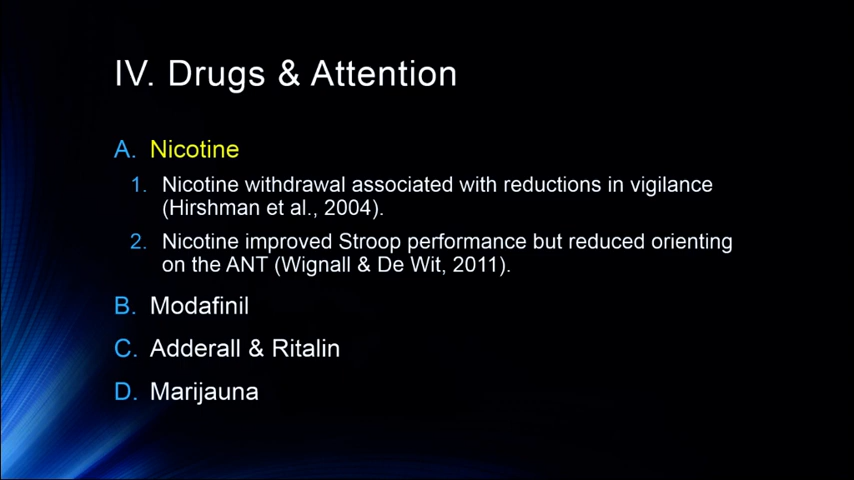 IV. Drugs & Attention
A. Nicotine
1. Nicotine withdrawal associated with reductions in vigilance
(Hirshman et al., 2004).
2. Nicotine improved Stroop performance but reduced orienting
on the ANT (Wignall & De Wit, 2011).
B. Modafinil
C. Adderall & Ritalin
D. Marijauna